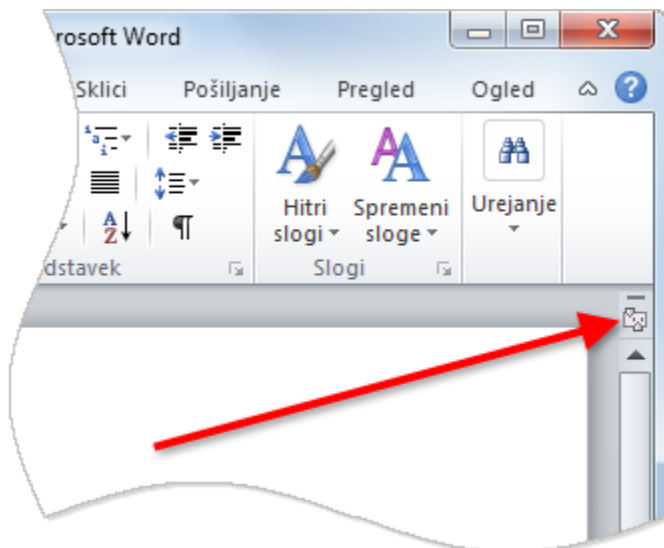 rosoft Word
Sklici Pošiljanje Pregled Ogled
Hitri slogi
Spremeni sloge
Urejanje
dstavek
Slogi